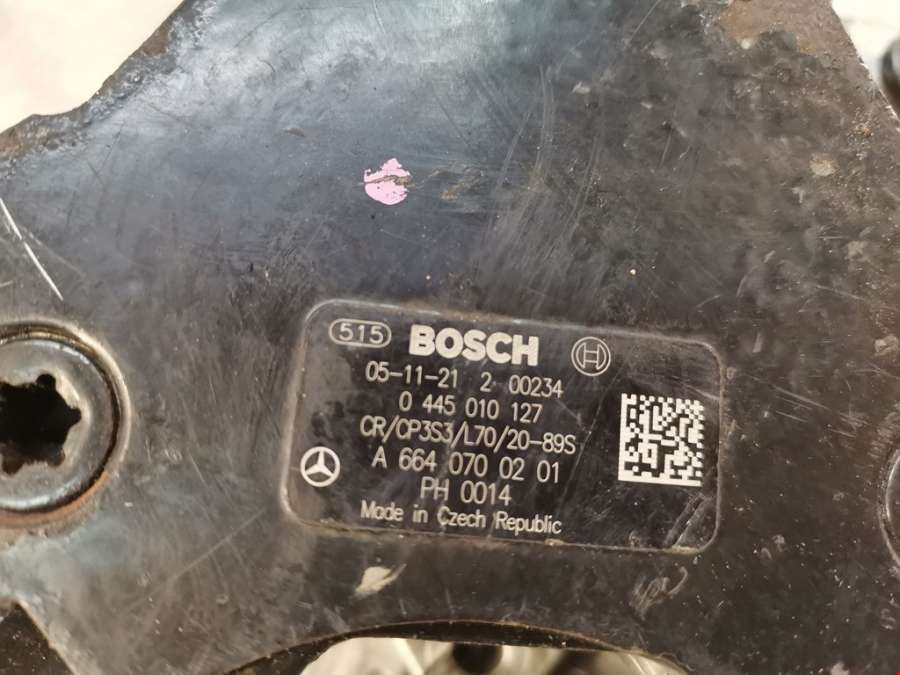 515 BOSCH
05-11-21 2 00234
0 445 010 127
CR/CP3S3/L70/20-89S
A 664 070 02 01
PH 0014
Made in Czech Republic